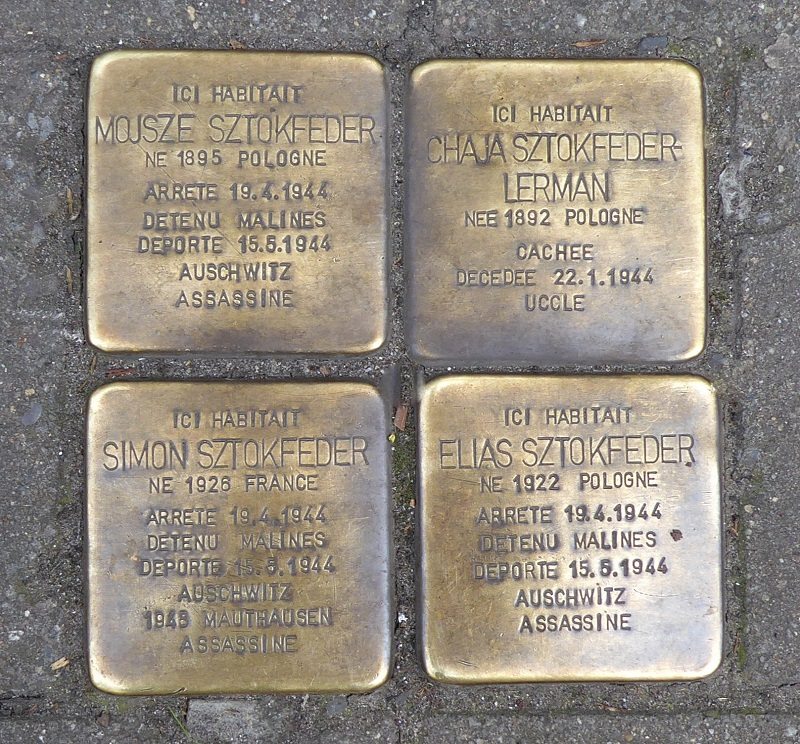 ICI HABITAIT
MOJSZE SZTOKFEDER
NE 1895 POLOGNE
ARRETE 19.4.1944
DETENU MALINES
DEPORTE 15.5.1944
AUSCHWITZ
ASSASSINE
ICI HABITAIT
CHAJA SZTOKFEDER-
LERMAN
NEE 1892 POLOGNE
CACHEE
DECEDEE 22.1.1944
UCCLE
ICI HABITAIT
SIMON SZTOKFEDER
NE 1926 FRANCE
ARRETE 19.4.1944
DETENU MALINES
DEPORTE 15.5.1944
AUSCHWITZ
1945 MAUTHAUSEN
ASSASSINE
ICI HABITAIT
ELIAS SZTOKFEDER
NE 1922 POLOGNE
ARRETE 19.4.1944
DETENU MALINES
DEPORTE 15.5.1944
AUSCHWITZ
ASSASSINE